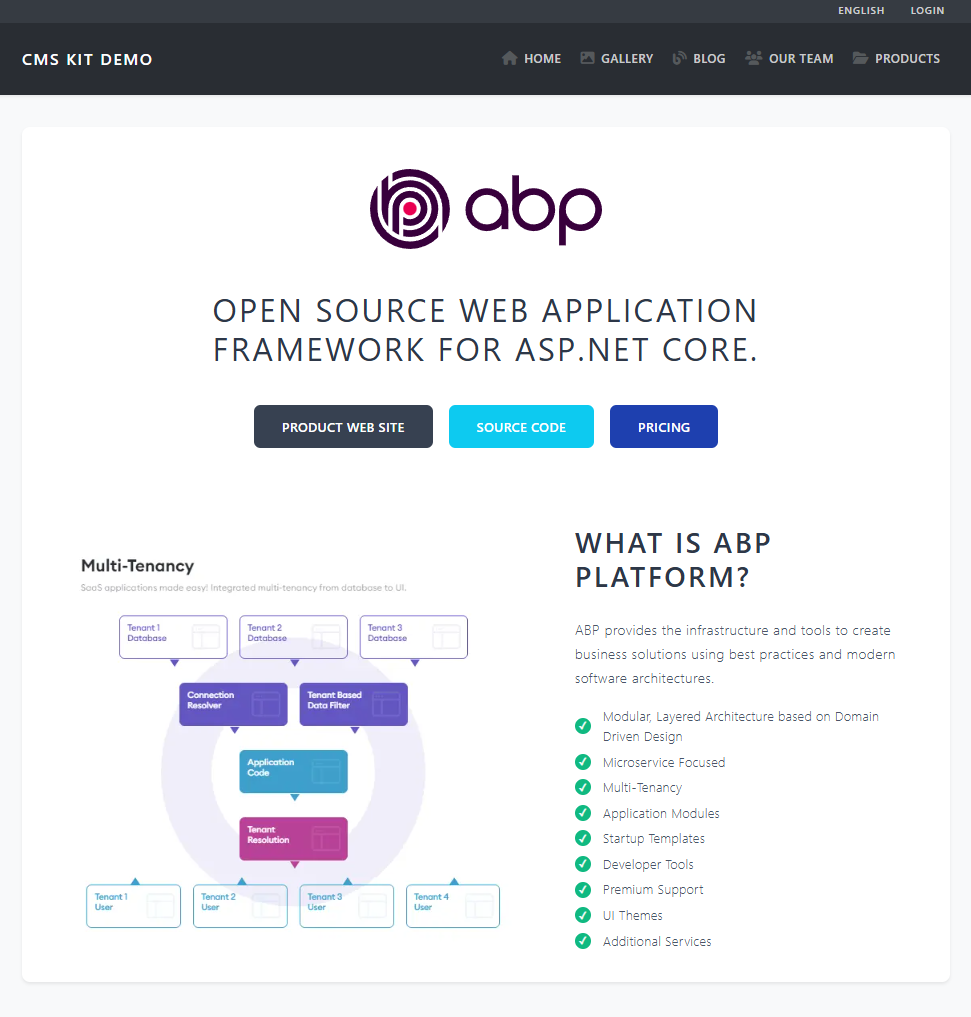 ENGLISH LOGIN
CMS KIT DEMO
HOME GALLERY BLOG OUR TEAM PRODUCTS
abp
OPEN SOURCE WEB APPLICATION
FRAMEWORK FOR ASP.NET CORE.
PRODUCT WEB SITE SOURCE CODE PRICING
Multi-Tenancy
SaaS applications made easy! Integrated multi-tenancy from database to UI.
Tenant 1
Database
Tenant 2
Database
Tenant 3
Database
Connection
Resolver
Tenant Based
Data Filter
Application
Code
Tenant
Resolution
Tenant 1
User
Tenant 2
User
Tenant 3
User
Tenant 4
User
WHAT IS ABP
PLATFORM?
ABP provides the infrastructure and tools to create
business solutions using best practices and modern
software architectures.
Modular, Layered Architecture based on Domain
Driven Design
Microservice Focused
Multi-Tenancy
Application Modules
Startup Templates
Developer Tools
Premium Support
UI Themes
Additional Services